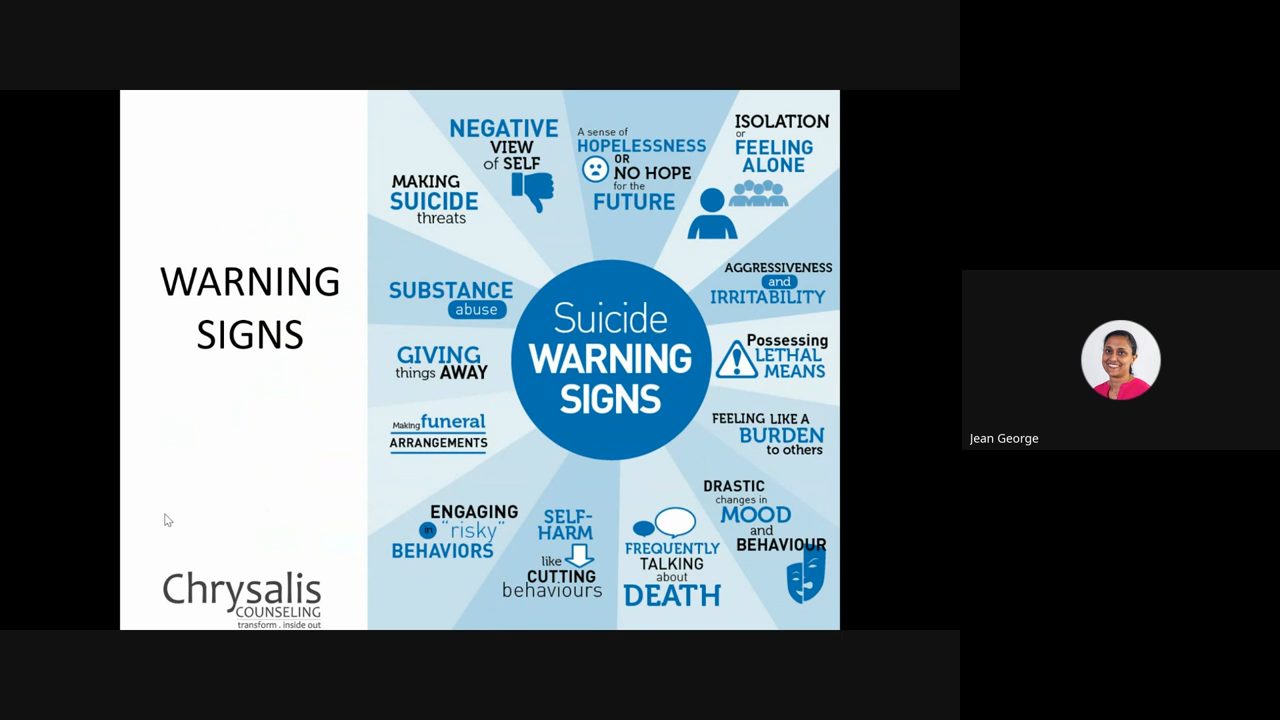 WARNING
SIGNS
Chrysalis
COUNSELING
transform . inside out
MAKING
SUICIDE
threats
NEGATIVE
VIEW
of SELF
A sense of
HOPELESSNESS
OR
NO HOPE
for the
FUTURE
ISOLATION
or
FEELING
ALONE
AGGRESSIVENESS
and
IRRITABILITY
Possessing
LETHAL
MEANS
FEELING LIKE A
BURDEN
to others
DRASTIC
changes in
MOOD
and
BEHAVIOUR
FREQUENTLY
TALKING
about
DEATH
SELF-
HARM
like
CUTTING
behaviours
ENGAGING
in "risky"
BEHAVIORS
Making funeral
ARRANGEMENTS
GIVING
things AWAY
SUBSTANCE
abuse
Suicide
WARNING
SIGNS
Jean George